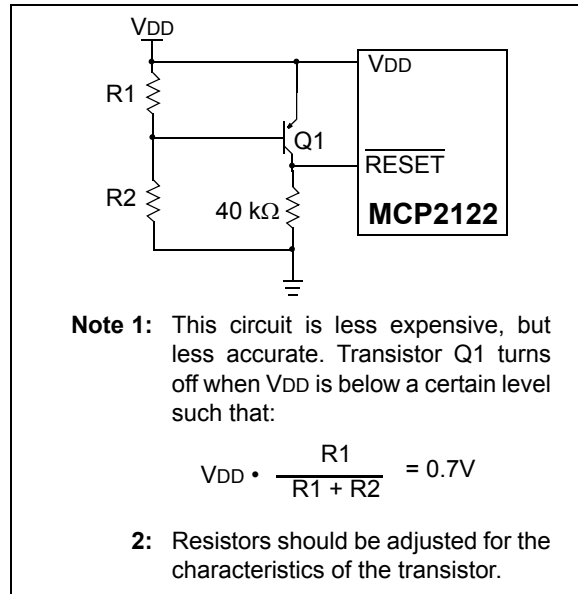 VDD
VDD
R1
Q1
RESET
R2
40 kΩ
MCP2122
Note 1: This circuit is less expensive, but
less accurate. Transistor Q1 turns
off when VDD is below a certain level
such that:
R1
VDD • = 0.7V
R1 + R2
2: Resistors should be adjusted for the
characteristics of the transistor.